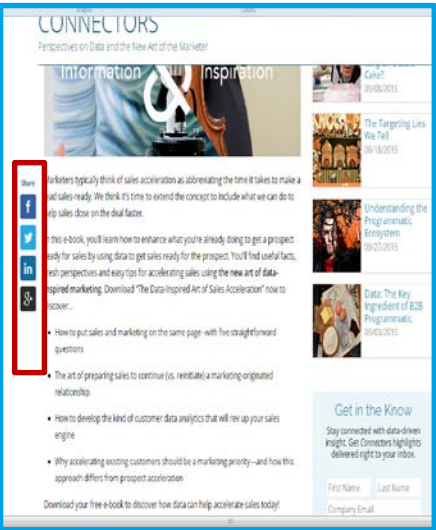 CONNECTORS
Perspectives on Data and the New Art of the Marketer
Information & Inspiration
Share
Marketers typically think of sales acceleration as abbreviating the time it takes to make a
lead sales-ready. We think it's time to extend the concept to include what we can do to
help sales close on the deal faster.
In this e-book, you'll learn how to enhance what you're already doing to get a prospect
ready for sales by using data to get sales ready for the prospect. You'll find useful facts,
fresh perspectives and easy tips for accelerating sales using the new art of data-
inspired marketing. Download "The Data-Inspired Art of Sales Acceleration" now to
discover...
• How to put sales and marketing on the same page--with five straightforward
questions
• The art of preparing sales to continue (vs. reinitiate) a marketing-originated
relationship
• How to develop the kind of customer data analytics that will rev up your sales
engine
• Why accelerating existing customers should be a marketing priority—and how this
approach differs from prospect acceleration
Download your free e-book to discover how data can help accelerate sales today!
Cake?
09/08/2015
The Targeting Lies
We Tell
08/18/2015
Understanding the
Programmatic
Ecosystem
/27/2015
Data: The Key
Ingredient of B2B
Programmatic
/2015
Get in the Know
Stay connected with data-driven
insight. Get Connectors highlights
delivered right to your inbox.
First Name
Last Name
Company Email